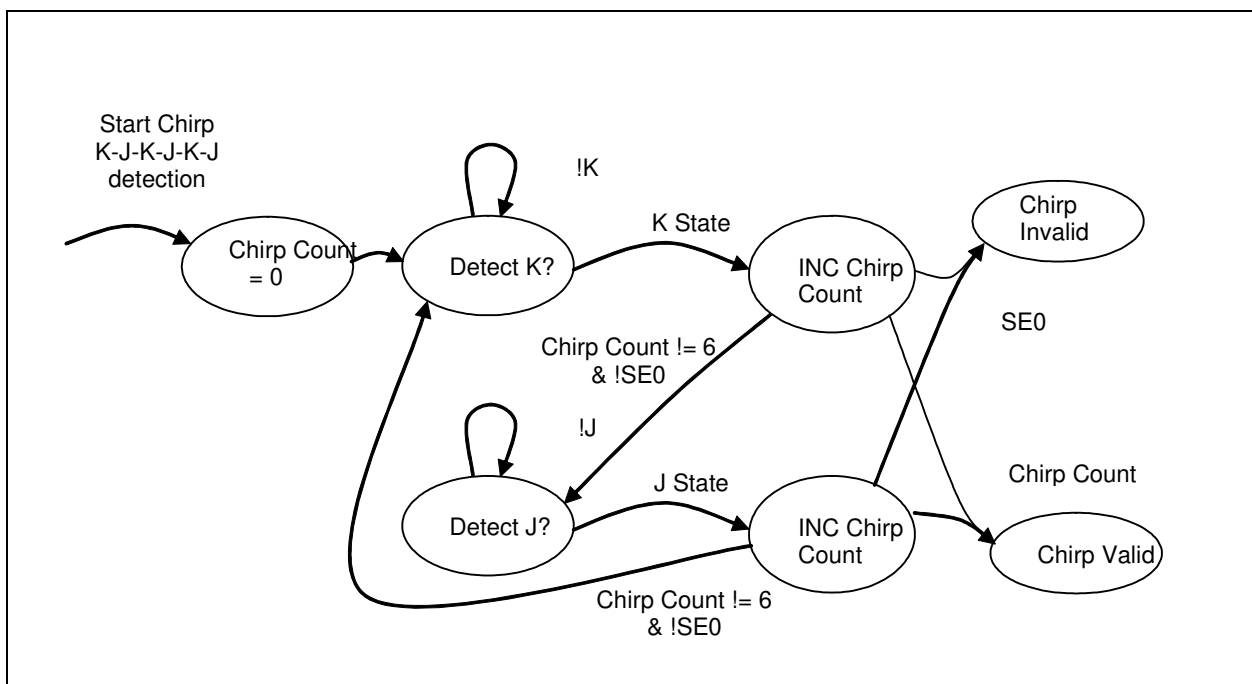 Start Chirp
K-J-K-J-K-J
detection
!K
K State
Chirp
Invalid
Chirp Count
= 0
Detect K?
INC Chirp
Count
SE0
Chirp Count != 6
& !SE0
!J
J State
Chirp Count
Detect J?
INC Chirp
Count
Chirp Valid
Chirp Count != 6
& !SE0